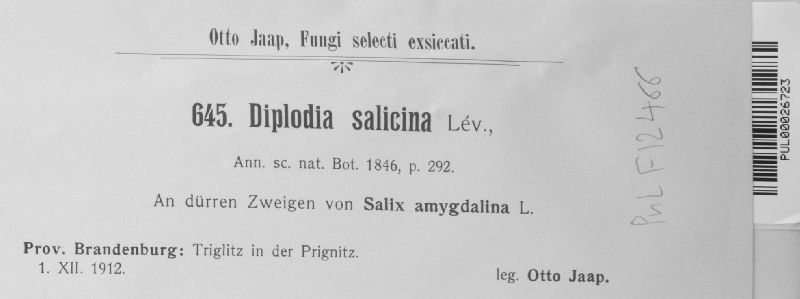 Otto Jaap, Fungi selecti exsiccati.
645. Diplodia salicina Lév.,
Ann. sc. nat. Bot. 1846, p. 292.
An dürren Zweigen von Salix amygdalina L.
Prov. Brandenburg: Triglitz in der Prignitz.
1. XII. 1912.
leg. Otto Jaap.
PUL F12466
PUL00026723